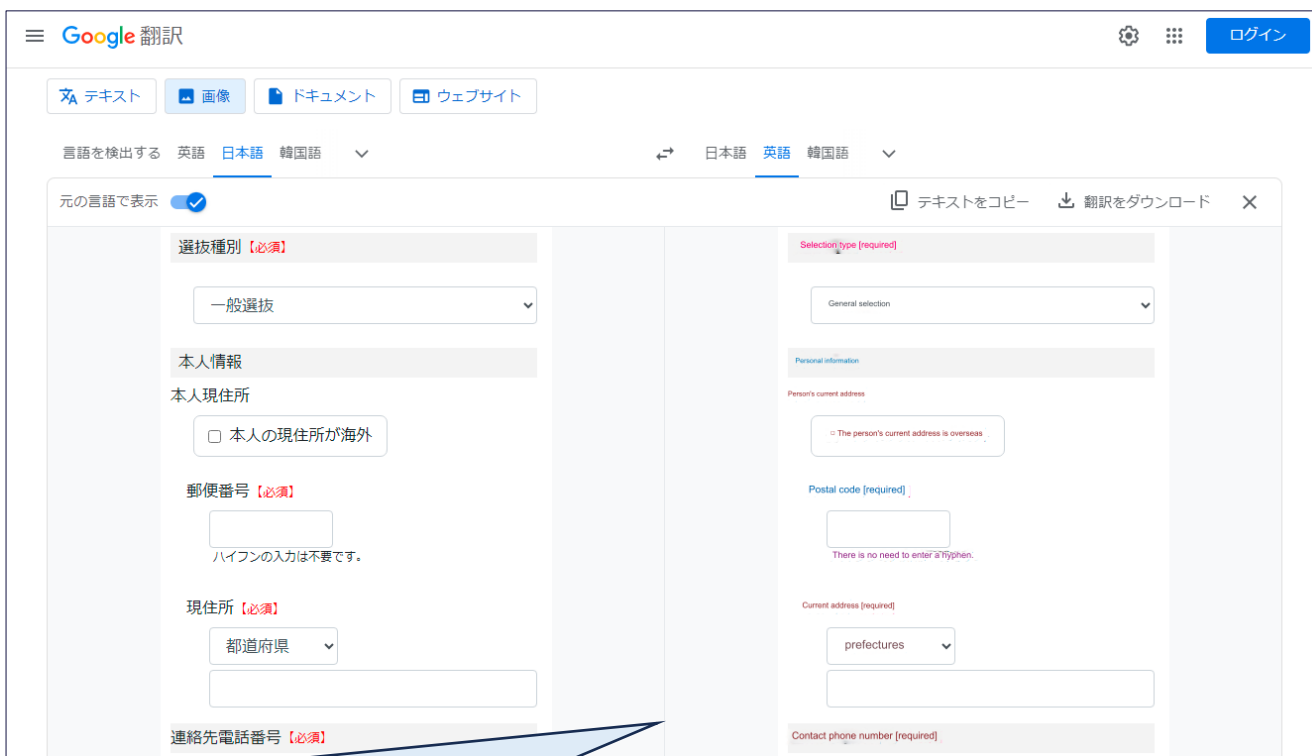 Google 翻訳
ログイン
テキスト 画像 ドキュメント ウェブサイト
言語を検出する 英語 日本語 韓国語
日本語 英語 韓国語
元の言語で表示
テキストをコピー 翻訳をダウンロード
選抜種別【必須】
一般選抜
本人情報
本人現住所
本人の現住所が海外
郵便番号【必須】
ハイフンの入力は不要です。
現住所【必須】
都道府県
連絡先電話番号【必須】
Selection type [required]
General selection
Personal information
Person's current address
The person's current address is overseas
Postal code [required]
There is no need to enter a hyphen.
Current address [required]
prefectures
Contact phone number [required]